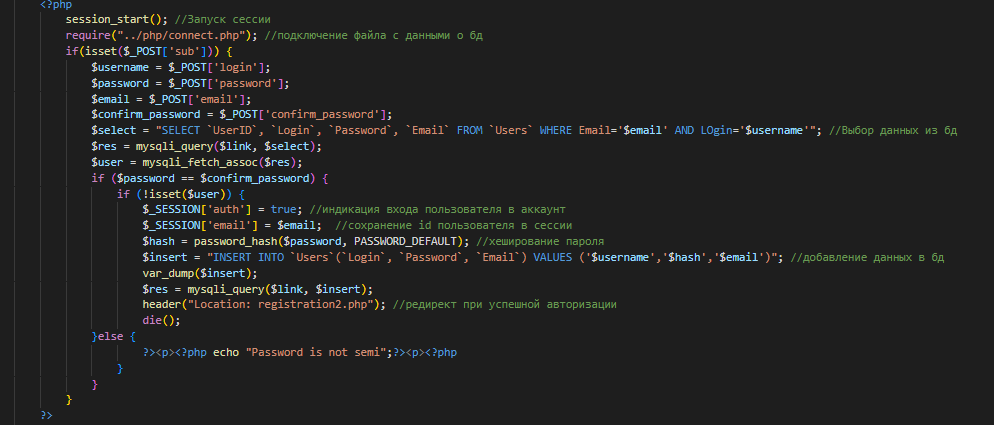 <?php
session_start(); //Запуск сессии
require("../php/connect.php"); //подключение файла с данными о бд
if(isset($_POST['sub'])) {
$username = $_POST['login'];
$password = $_POST['password'];
$email = $_POST['email'];
$confirm_password = $_POST['confirm_password'];
$select = "SELECT `UserID`, `Login`, `Password`, `Email` FROM `Users` WHERE Email='$email' AND LOgin='$username'"; //Выбор данных из бд
$res = mysqli_query($link, $select);
$user = mysqli_fetch_assoc($res);
if ($password == $confirm_password) {
if (!isset($user)) {
$_SESSION['auth'] = true; //индикация входа пользователя в аккаунт
$_SESSION['email'] = $email;  //сохранение id пользователя в сессии
$hash = password_hash($password, PASSWORD_DEFAULT); //хеширование пароля
$insert = "INSERT INTO `Users`(`Login`, `Password`, `Email`) VALUES ('$username','$hash','$email')"; //добавление данных в бд
var_dump($insert);
$res = mysqli_query($link, $insert);
header("Location: registration2.php"); //редирект при успешной авторизации
die();
}else {
?><p><?php echo "Password is not semi";?><p><?php
}
}
}
?>